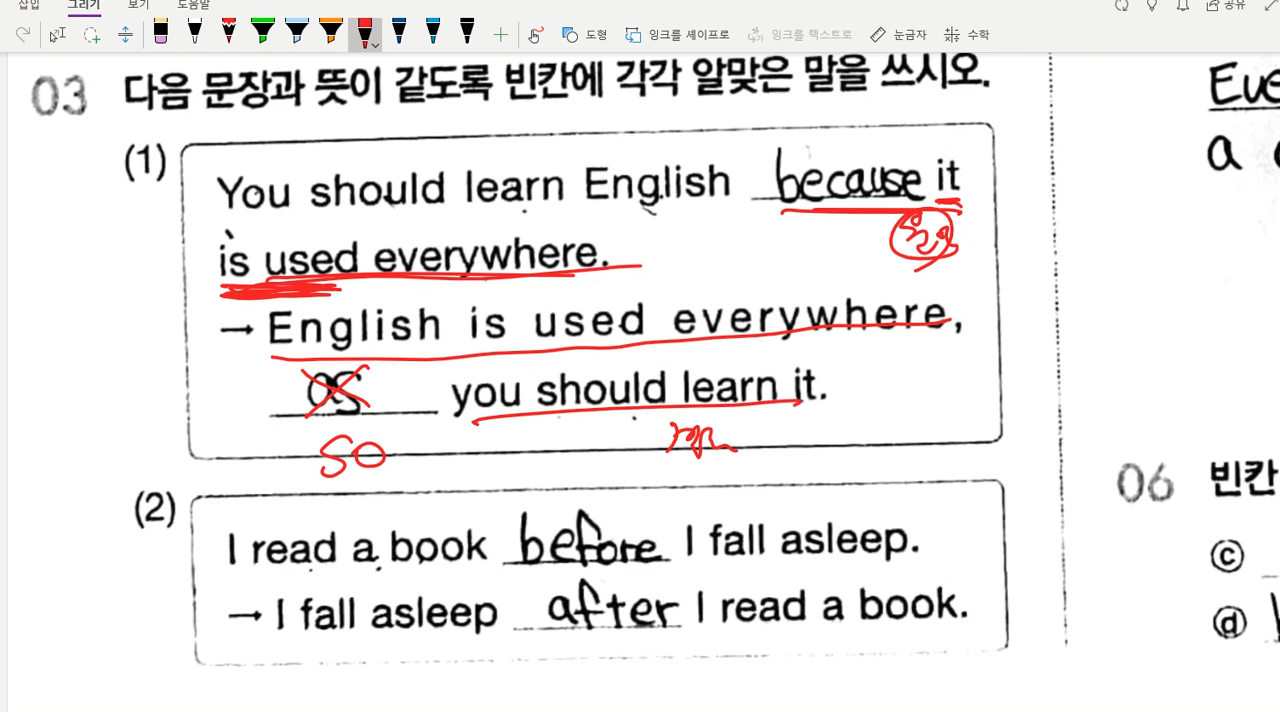 삽입 그리기 보기 도움말
공유
도형 잉크를 셰이프로 잉크를 텍스트로 눈금자 수학
03 다음 문장과 뜻이 같도록 빈칸에 각각 알맞은 말을 쓰시오.
(1)
You should learn English because it
is used everywhere.
→ English is used everywhere,
os you should learn it.
so
(2)
I read a book before I fall asleep.
→ I fall asleep after I read a book.
a
06 빈칸
ⓒ
ⓓ